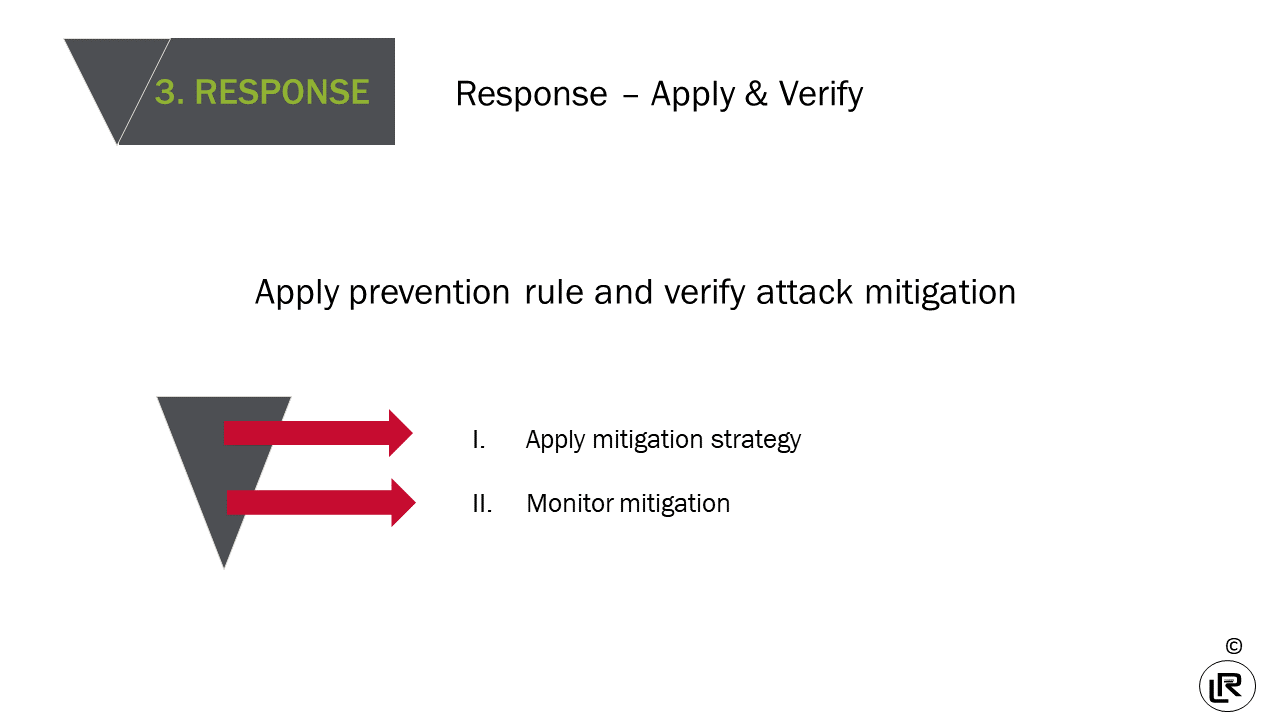 3. RESPONSE
Response – Apply & Verify
Apply prevention rule and verify attack mitigation
I. Apply mitigation strategy
II. Monitor mitigation
©
LR